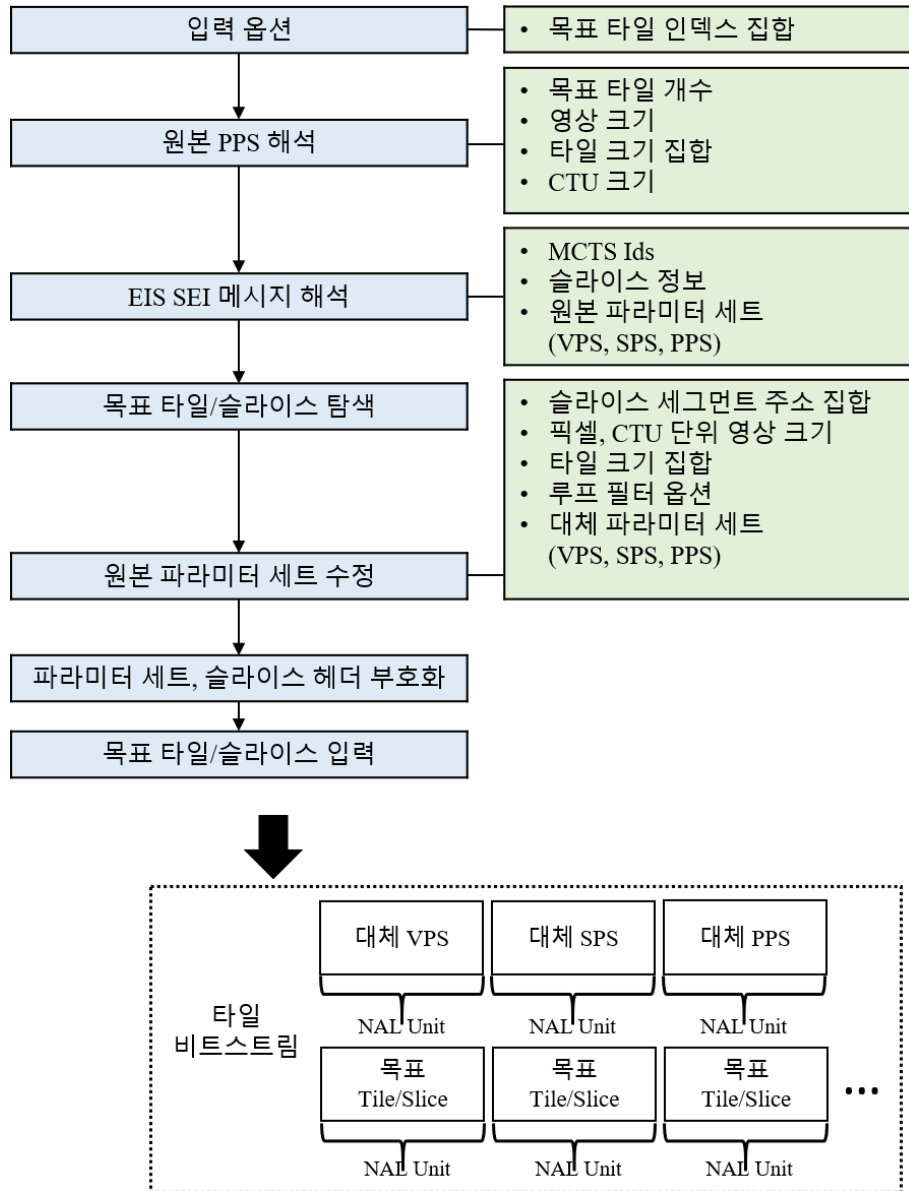 입력 옵션
• 목표 타일 인덱스 집합
원본 PPS 해석
• 목표 타일 개수
• 영상 크기
• 타일 크기 집합
• CTU 크기
EIS SEI 메시지 해석
• MCTS Ids
• 슬라이스 정보
• 원본 파라미터 세트
(VPS, SPS, PPS)
목표 타일/슬라이스 탐색
• 슬라이스 세그먼트 주소 집합
• 픽셀, CTU 단위 영상 크기
• 타일 크기 집합
• 루프 필터 옵션
• 대체 파라미터 세트
(VPS, SPS, PPS)
원본 파라미터 세트 수정
파라미터 세트, 슬라이스 헤더 부호화
목표 타일/슬라이스 입력
타일
비트스트림
대체 VPS
대체 SPS
대체 PPS
NAL Unit
NAL Unit
NAL Unit
목표
Tile/Slice
목표
Tile/Slice
목표
Tile/Slice
•••
NAL Unit
NAL Unit
NAL Unit